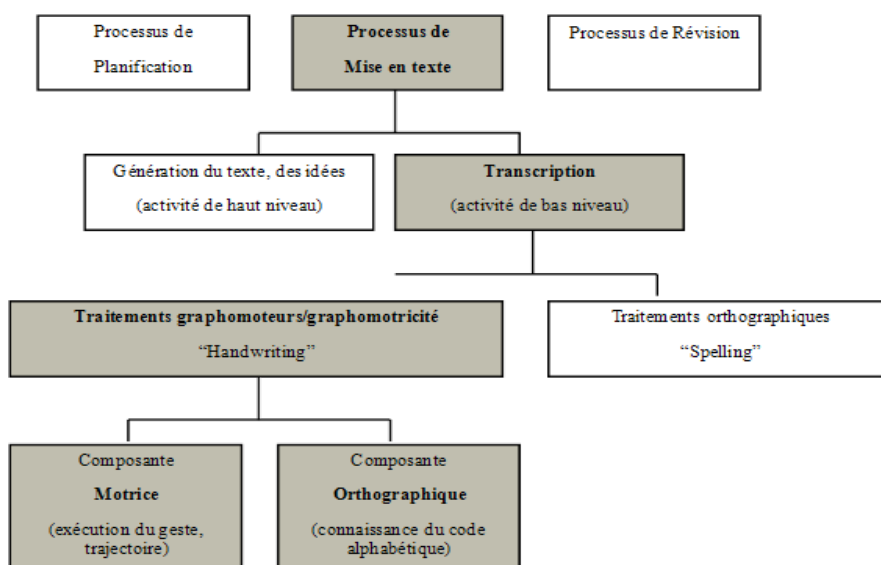 Processus de
Planification
Processus de
Mise en texte
Processus de Révision
Génération du texte, des idées
(activité de haut niveau)
Transcription
(activité de bas niveau)
Traitements graphomoteurs/graphomotricité
“Handwriting”
Traitements orthographiques
“Spelling”
Composante
Motrice
(exécution du geste,
trajectoire)
Composante
Orthographique
(connaissance du code
alphabétique)